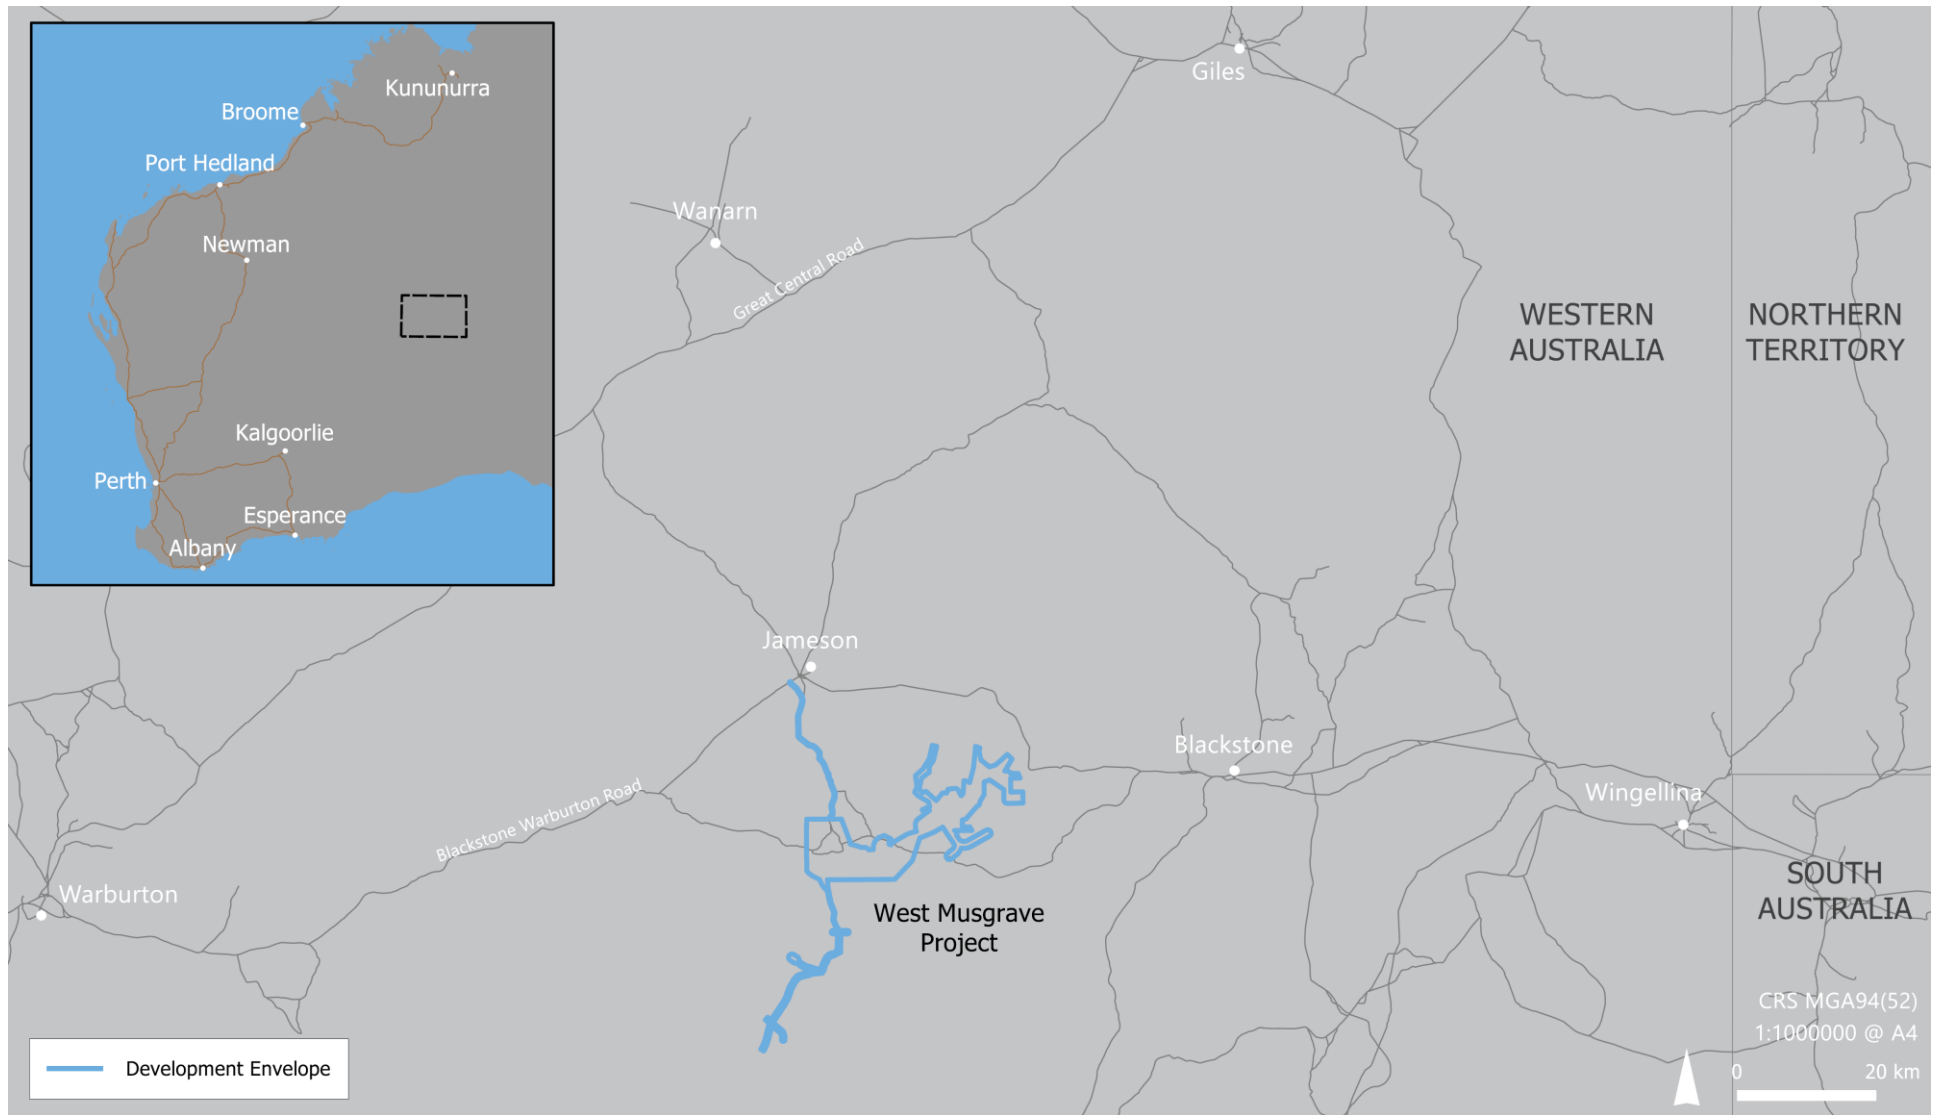 Kununurra
Broome
Port Hedland
Newman
Kalgoorlie
Perth
Esperance
Albany
Giles
Wanarn
Great Central Road
WESTERN
AUSTRALIA
NORTHERN
TERRITORY
Jameson
Blackstone
Wingellina
Blackstone Warburton Road
Warburton
SOUTH
AUSTRALIA
West Musgrave
Project
CRS MGA94(52)
1:1000000 @ A4
0 20 km
Development Envelope